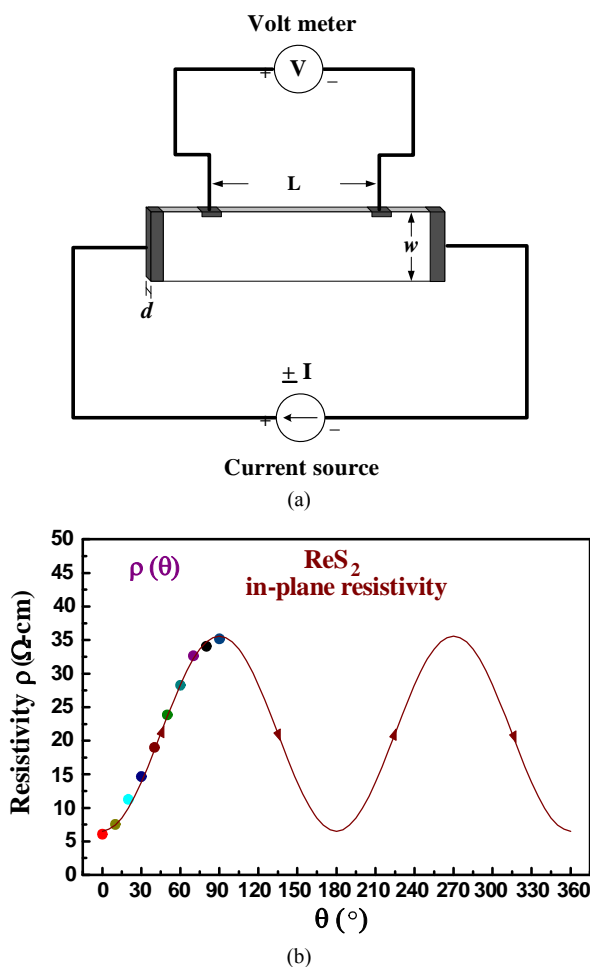 Volt meter
+ V −
L
w
d
± I
+ −
Current source
(a)
50
45
40
35
30
25
20
15
10
5
0
Resistivity ρ (Ω-cm)
ρ (θ)
ReS₂
in-plane resistivity
0 30 60 90 120 150 180 210 240 270 300 330 360
θ (°)
(b)